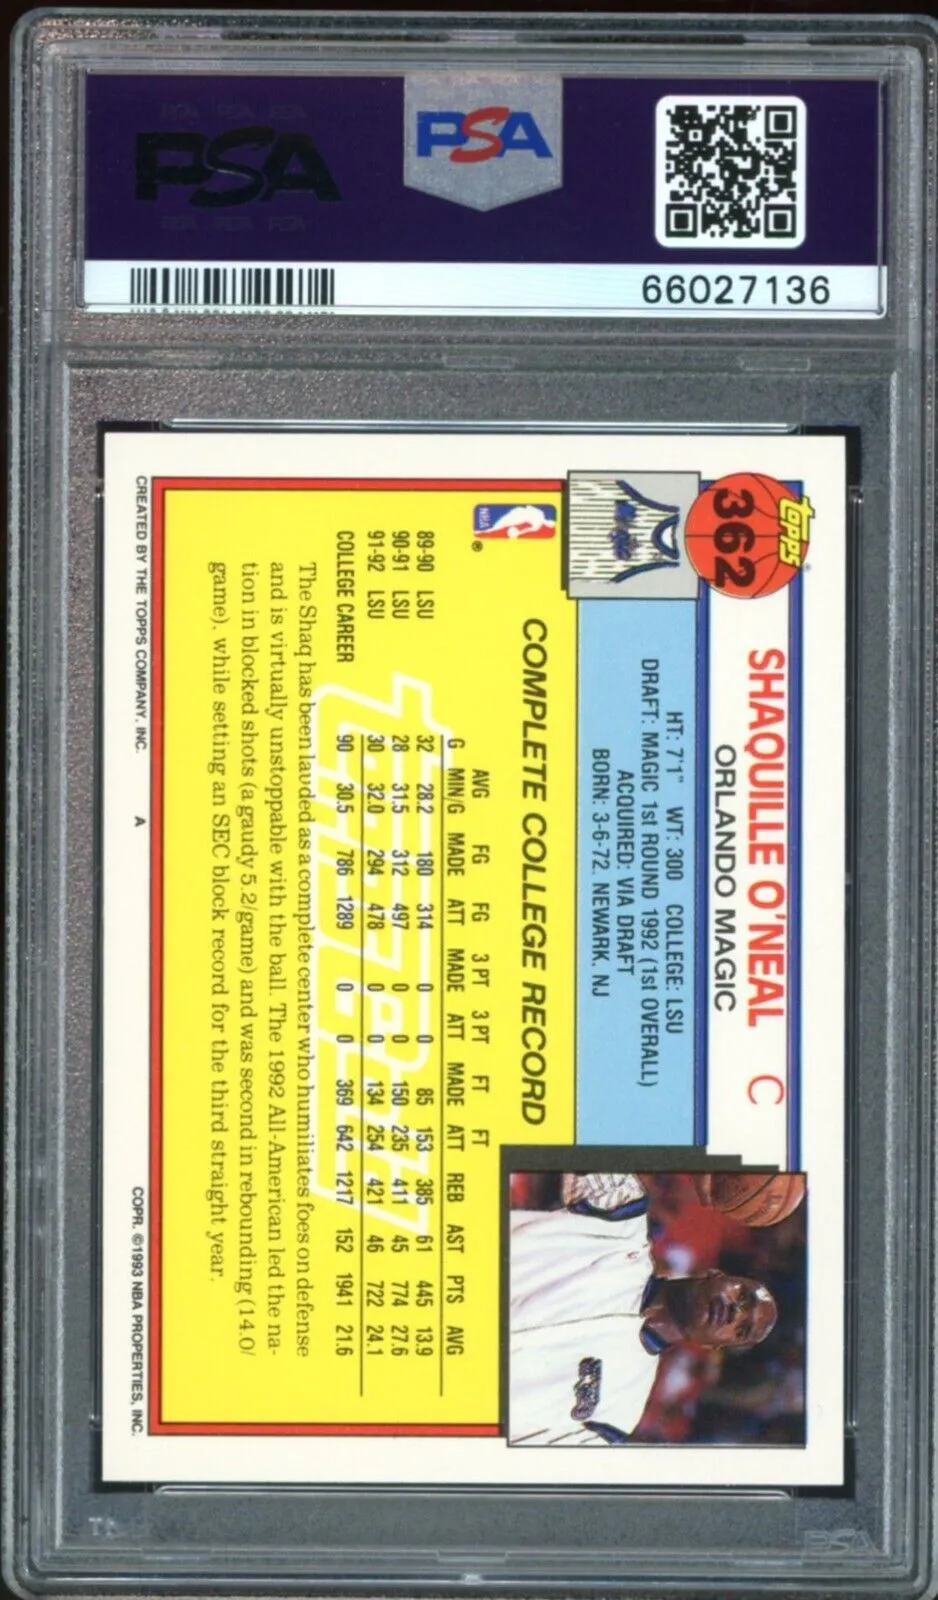 PSA
PSA
66027136
topps
362
SHAQUILLE O'NEAL C
ORLANDO MAGIC
HT: 7'1" WT: 300 COLLEGE: LSU
DRAFT: MAGIC 1st ROUND 1992 (1st OVERALL)
ACQUIRED: VIA DRAFT
BORN: 3-6-72, NEWARK, NJ
NBA ®
COMPLETE COLLEGE RECORD
AVG FG FG 3 PT 3 PT FT FT
G MIN/G MADE ATT MADE ATT MADE ATT REB AST PTS AVG
89-90 LSU 32 28.2 180 314 0 0 85 153 385 61 445 13.9
90-91 LSU 28 31.5 312 497 0 0 150 235 411 45 774 27.6
91-92 LSU 30 32.0 294 478 0 0 134 254 421 46 722 24.1
COLLEGE CAREER 90 30.5 786 1289 0 0 369 642 1217 152 1941 21.6
The Shaq has been lauded as a complete center who humiliates foes on defense
and is virtually unstoppable with the ball. The 1992 All-American led the na-
tion in blocked shots (a gaudy 5.2/game) and was second in rebounding (14.0/
game), while setting an SEC block record for the third straight year.
CREATED BY THE TOPPS COMPANY, INC. A COPR. ©1993 NBA PROPERTIES, INC.
PSA